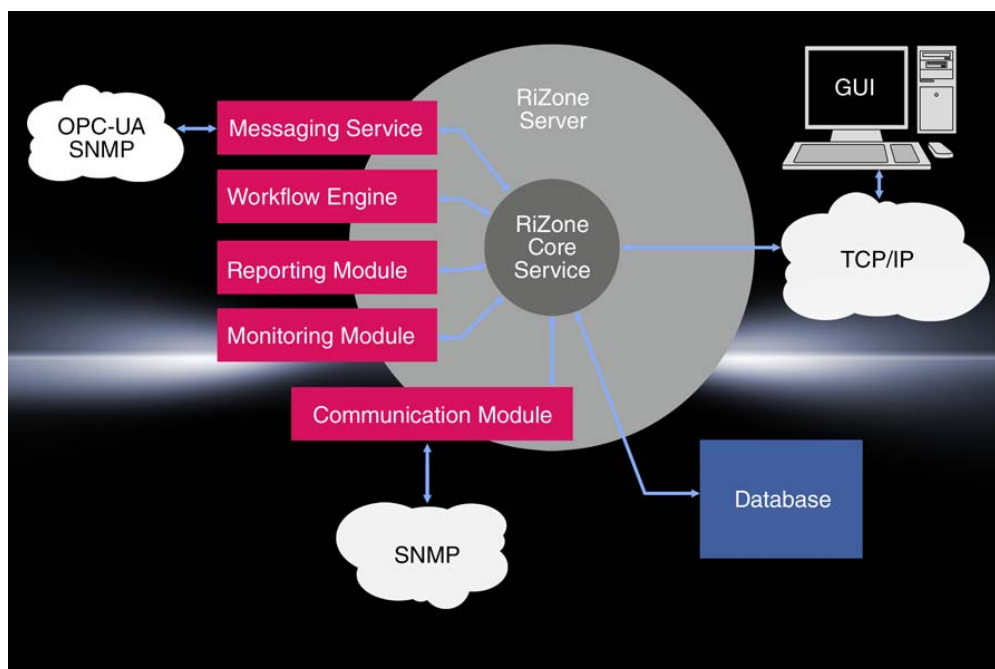 RiZone
Server
GUI
OPC-UA
SNMP
Messaging Service
Workflow Engine
Reporting Module
Monitoring Module
RiZone
Core
Service
TCP/IP
Communication Module
SNMP
Database